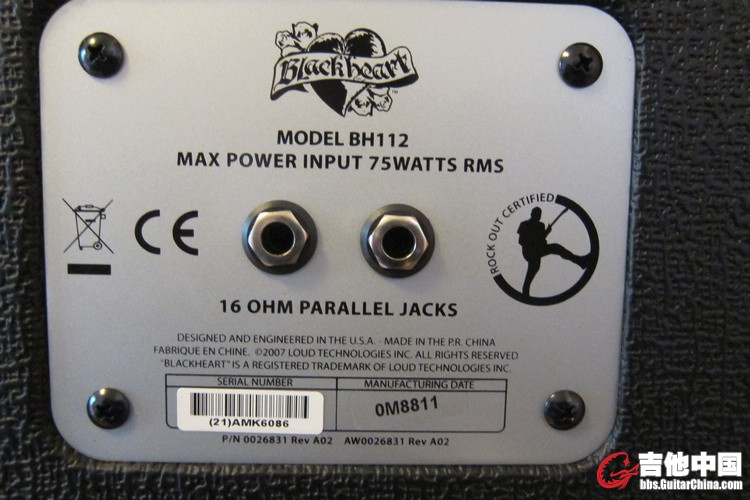 Blackheart
TM
MODEL BH112
MAX POWER INPUT 75WATTS RMS
CE
ROCK OUT CERTIFIED
16 OHM PARALLEL JACKS
DESIGNED AND ENGINEERED IN THE U.S.A. · MADE IN THE P.R. CHINA
FABRIQUE EN CHINE. ©2007 LOUD TECHNOLOGIES INC. ALL RIGHTS RESERVED
"BLACKHEART" IS A REGISTERED TRADEMARK OF LOUD TECHNOLOGIES INC.
SERIAL NUMBER
MANUFACTURING DATE
(21)AMK6086
0M8811
P/N 0026831 Rev A02 AW0026831 Rev A02
吉他中国
bbs.GuitarChina.com